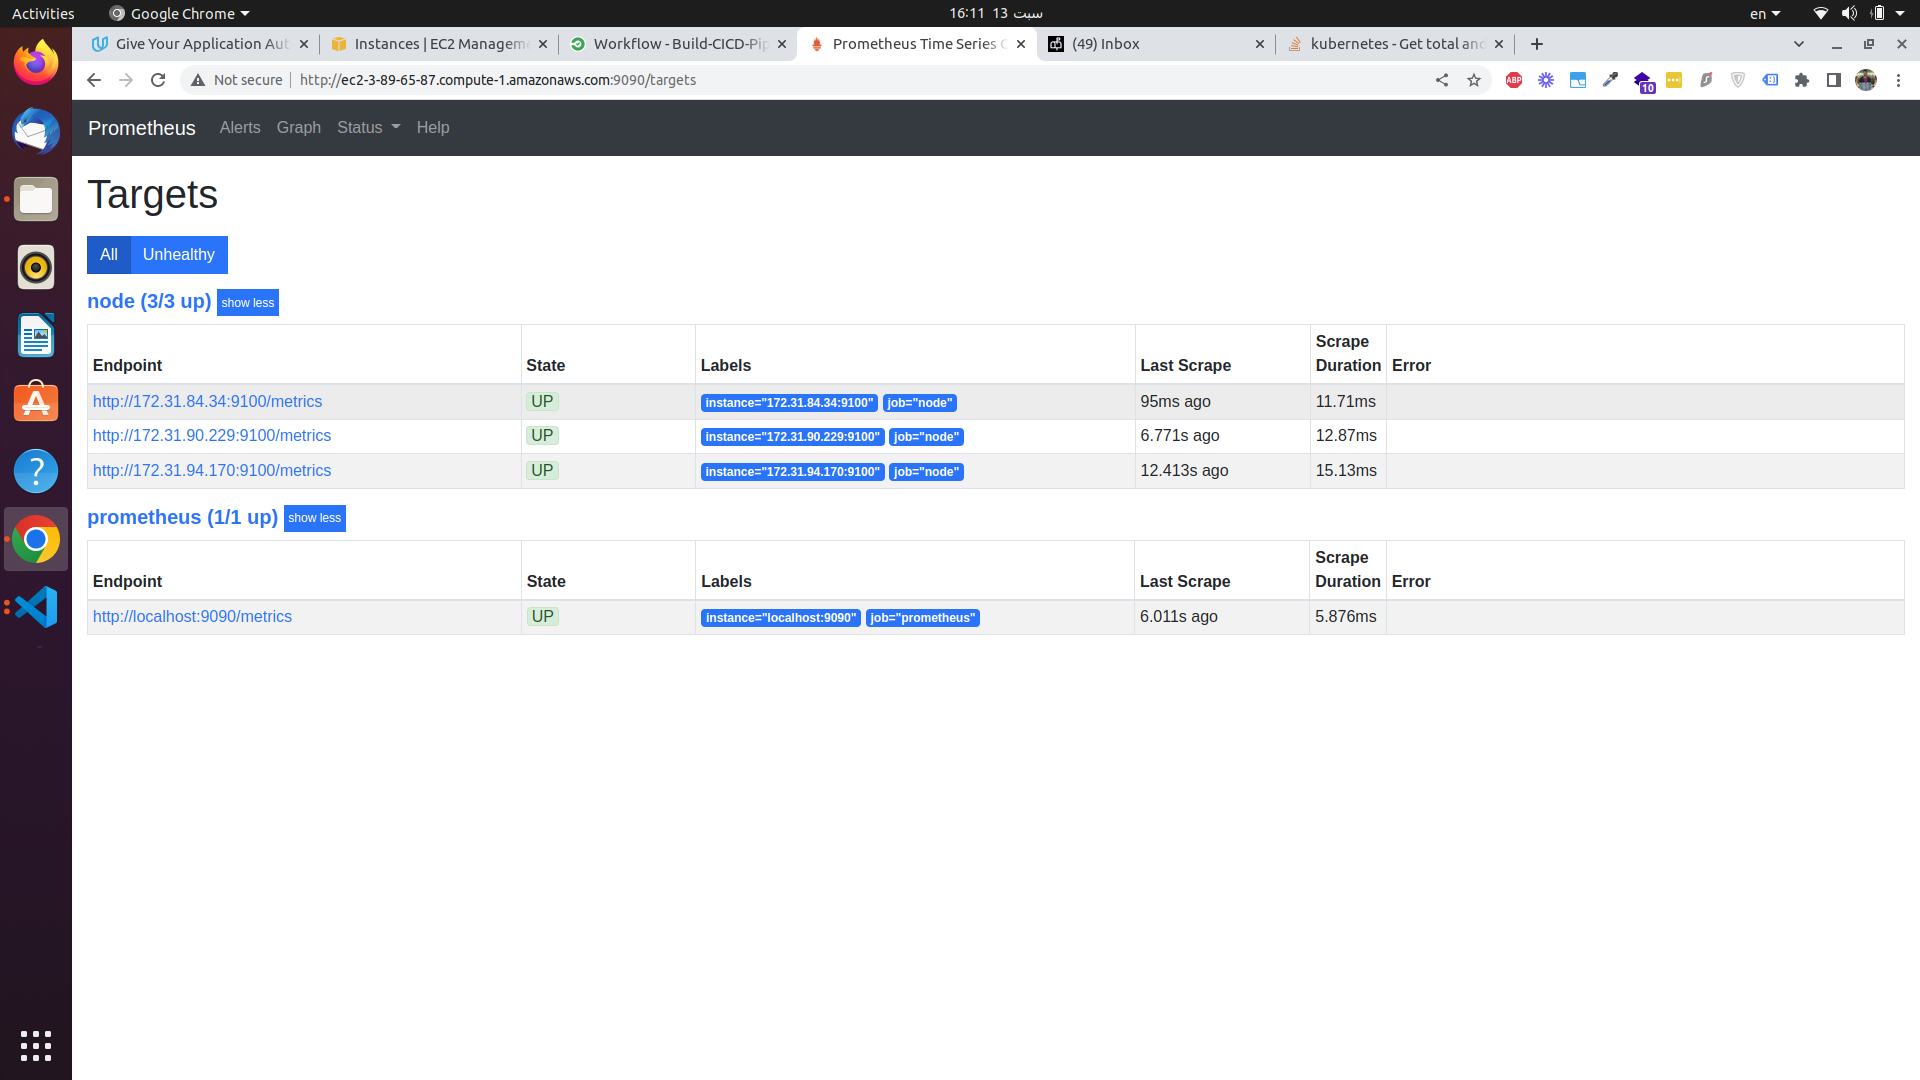 Activities Google Chrome 16:11 13 سبت en
Give Your Application Aut Instances | EC2 Managem Workflow - Build-CICD-Pip Prometheus Time Series C (49) Inbox kubernetes - Get total and
Not secure http://ec2-3-89-65-87.compute-1.amazonaws.com:9090/targets ABP 10
Prometheus Alerts Graph Status Help
Targets
All Unhealthy
node (3/3 up) show less
Endpoint State Labels Last Scrape Scrape Duration Error
http://172.31.84.34:9100/metrics UP instance="172.31.84.34:9100" job="node" 95ms ago 11.71ms
http://172.31.90.229:9100/metrics UP instance="172.31.90.229:9100" job="node" 6.771s ago 12.87ms
http://172.31.94.170:9100/metrics UP instance="172.31.94.170:9100" job="node" 12.413s ago 15.13ms
prometheus (1/1 up) show less
Endpoint State Labels Last Scrape Scrape Duration Error
http://localhost:9090/metrics UP instance="localhost:9090" job="prometheus" 6.011s ago 5.876ms